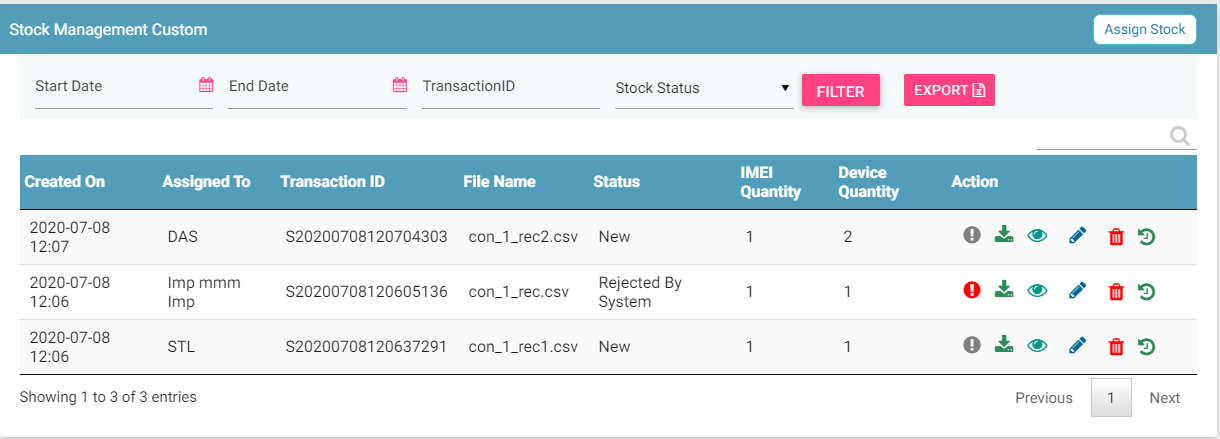 Stock Management Custom Assign Stock
Start Date End Date TransactionID Stock Status FILTER EXPORT
Created On Assigned To Transaction ID File Name Status IMEI Quantity Device Quantity Action
2020-07-08 12:07 DAS S20200708120704303 con_1_rec2.csv New 1 2
2020-07-08 12:06 Imp mmm Imp S20200708120605136 con_1_rec.csv Rejected By System 1 1
2020-07-08 12:06 STL S20200708120637291 con_1_rec1.csv New 1 1
Showing 1 to 3 of 3 entries Previous 1 Next